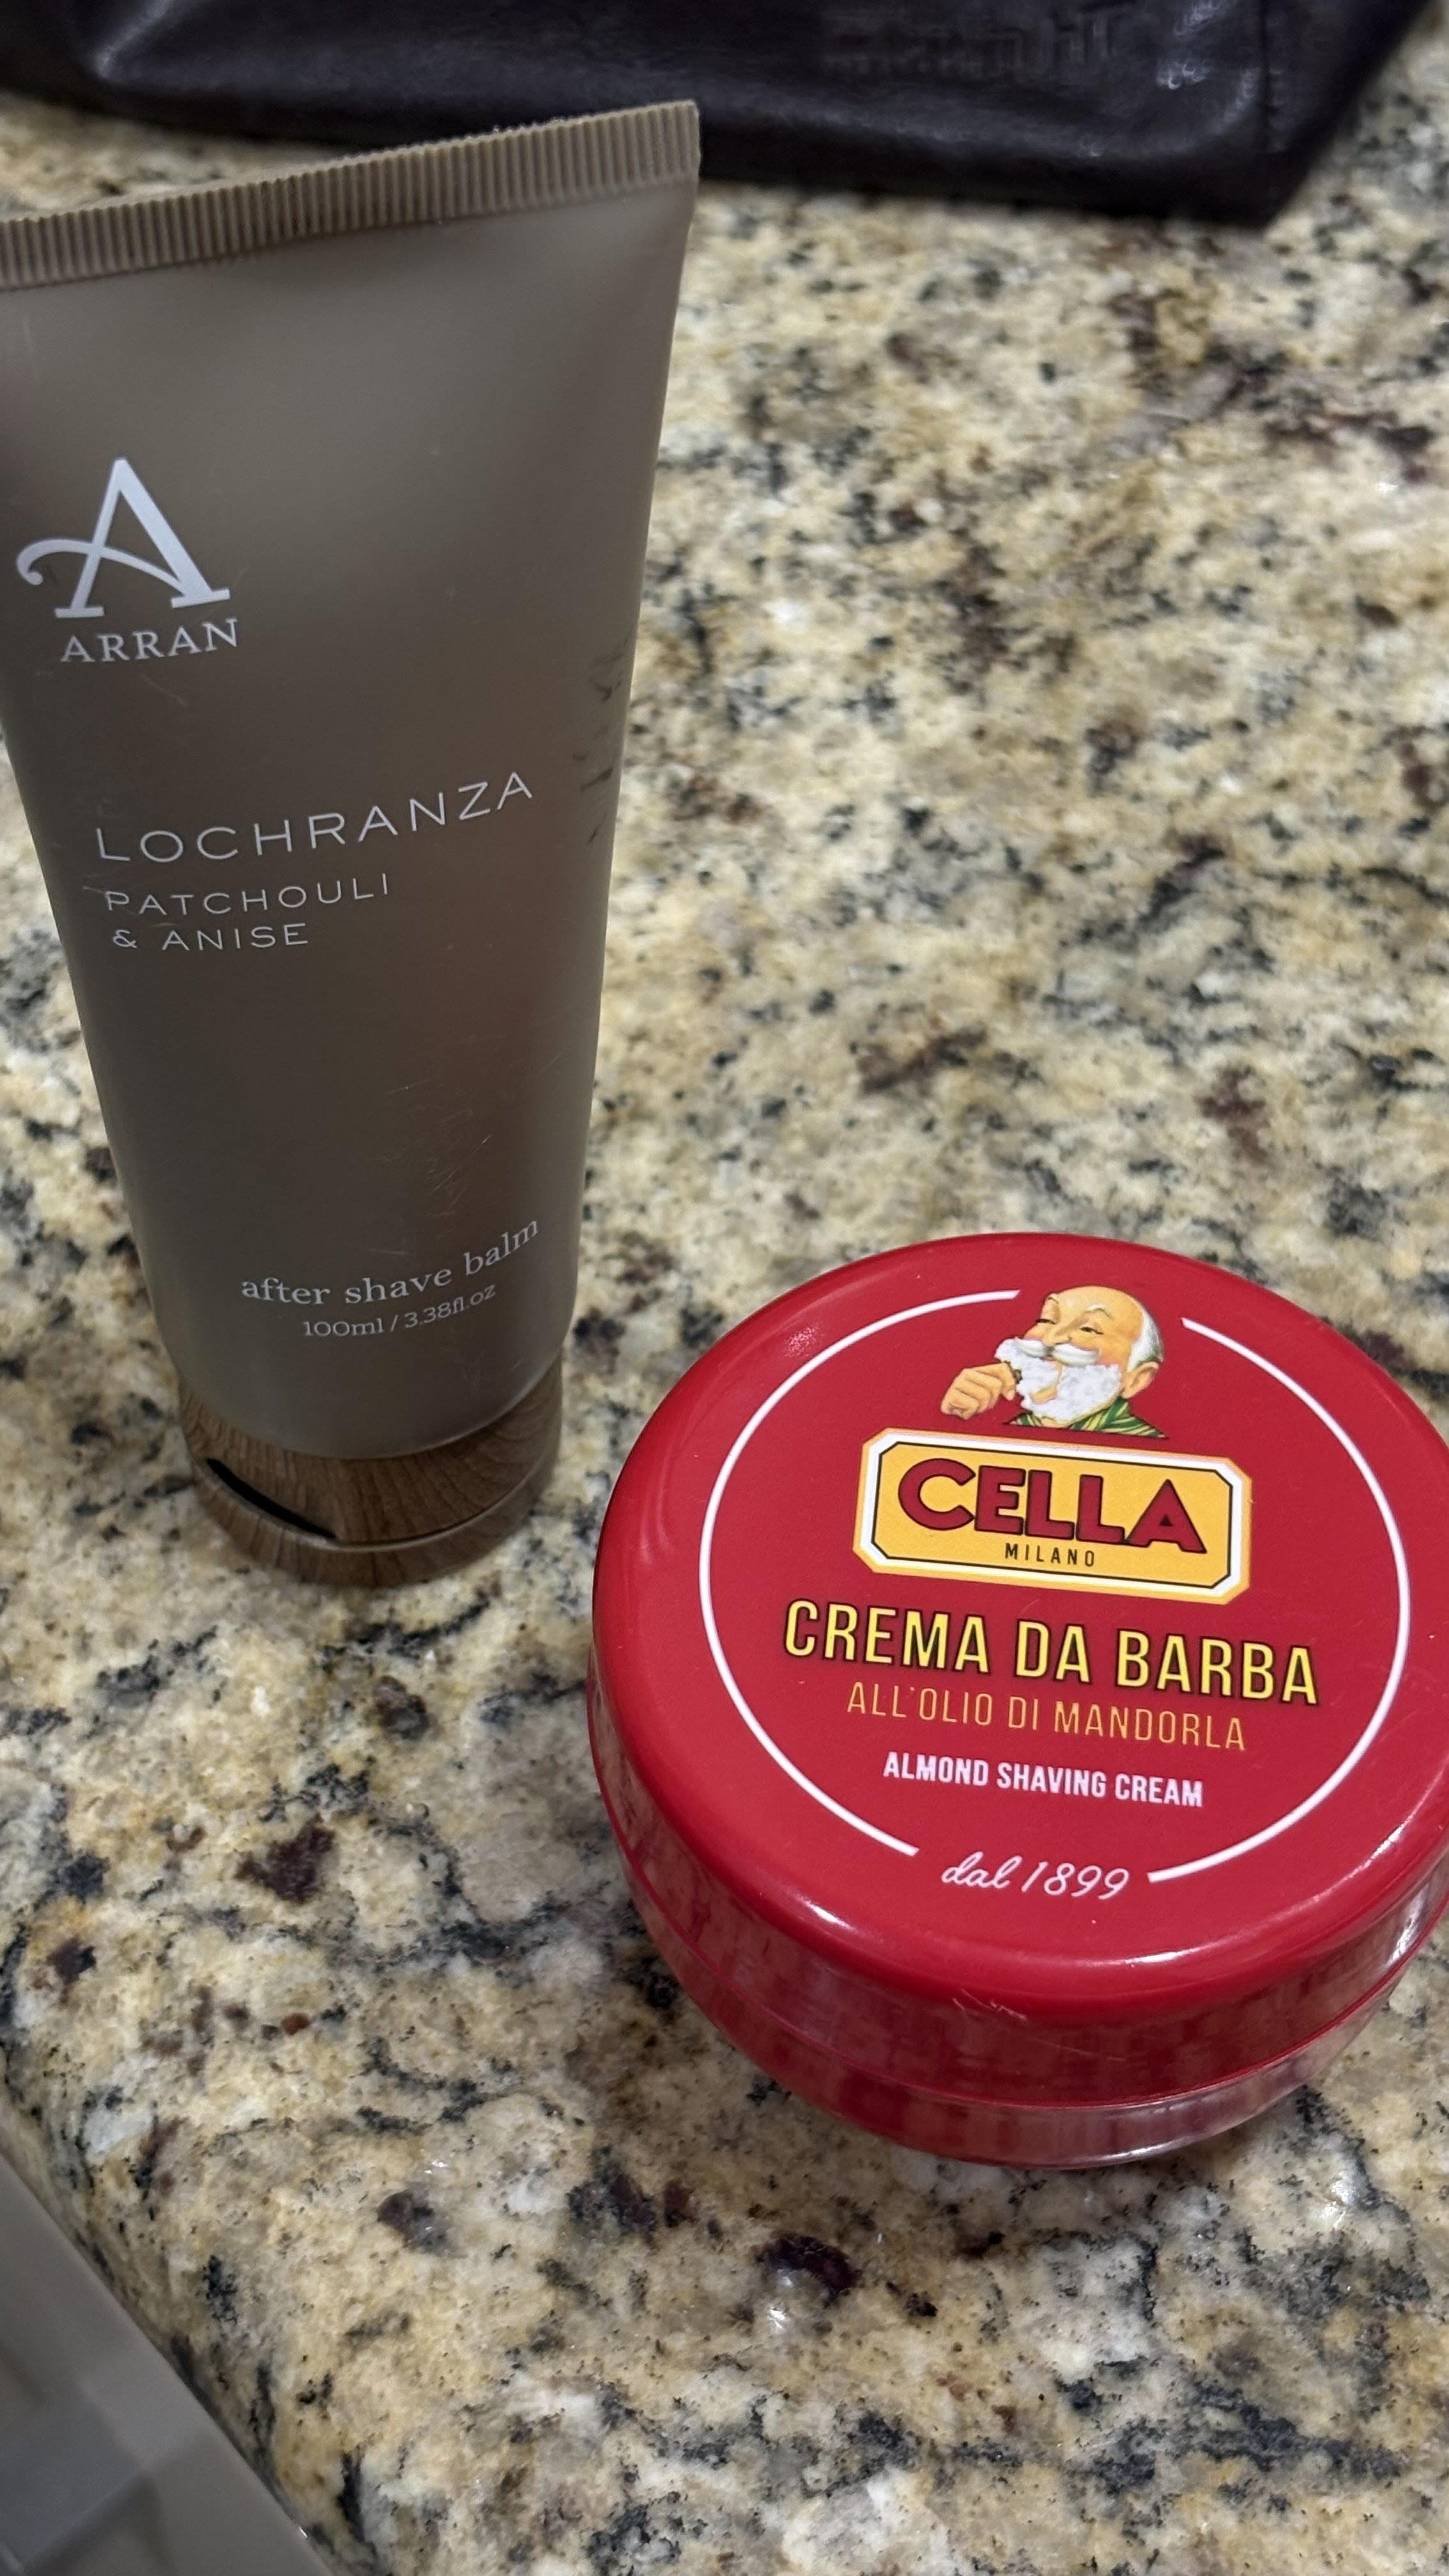 A
ARRAN
LOCHRANZA
PATCHOULI
& ANISE
after shave balm
100ml / 3.38fl.oz
CELLA
MILANO
CREMA DA BARBA
ALL'OLIO DI MANDORLA
ALMOND SHAVING CREAM
dal 1899